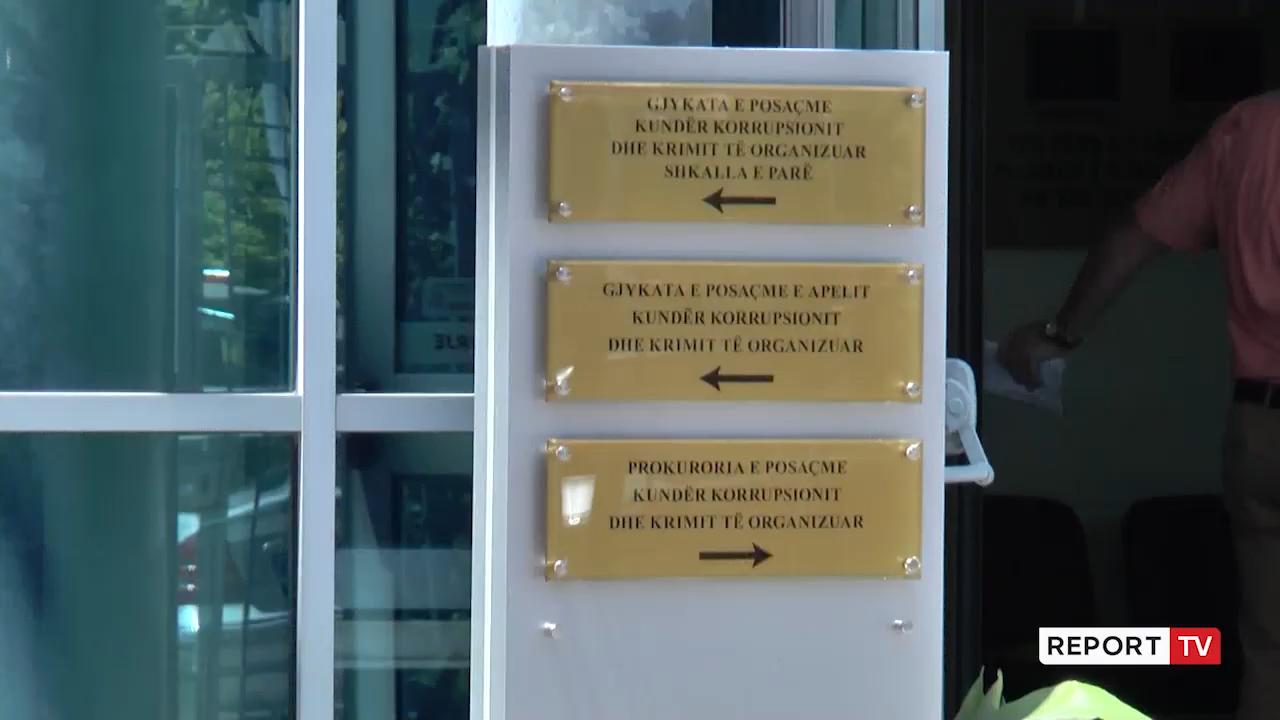 GJYKATA E POSAÇME
KUNDËR KORRUPSIONIT
DHE KRIMIT TË ORGANIZUAR
SHKALLA E PARË
GJYKATA E POSAÇME E APELIT
KUNDËR KORRUPSIONIT
DHE KRIMIT TË ORGANIZUAR
PROKURORIA E POSAÇME
KUNDËR KORRUPSIONIT
DHE KRIMIT TË ORGANIZUAR
REPORT TV